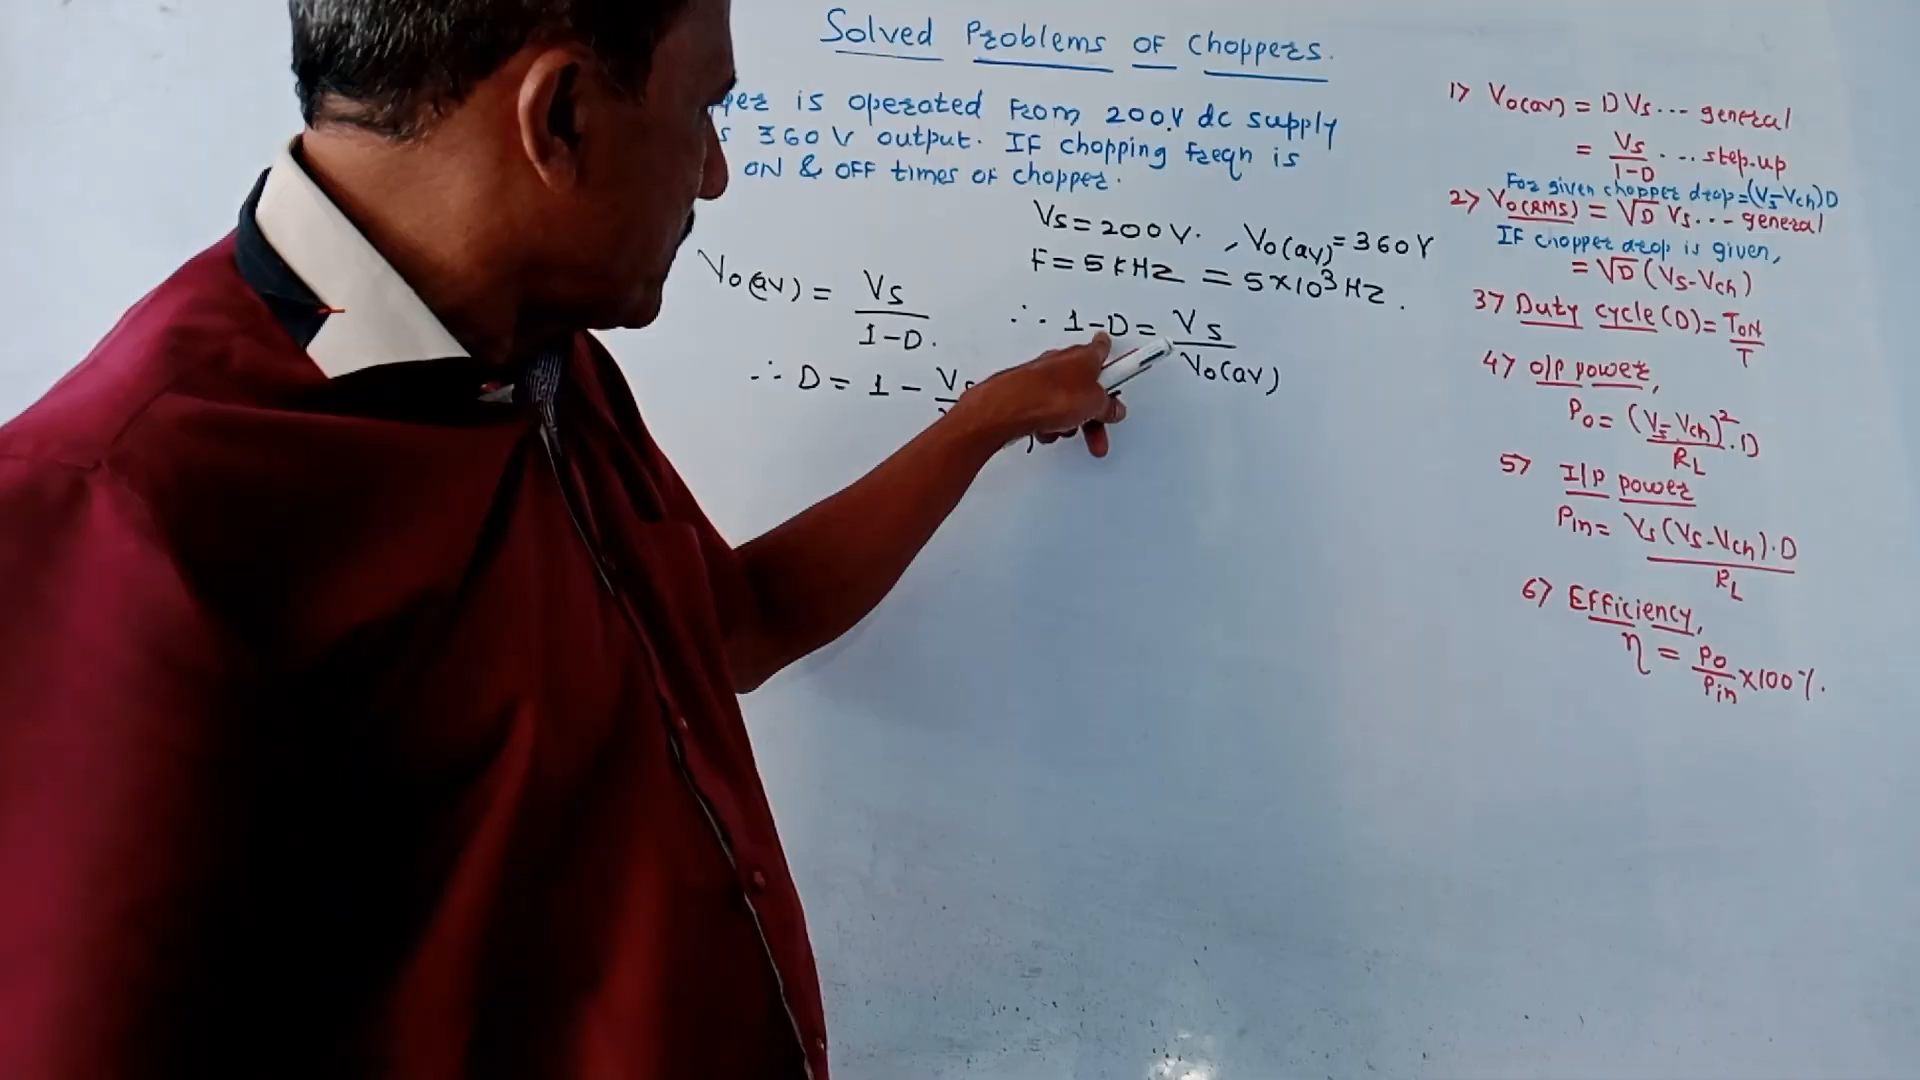 Solved Problems OF Choppers.
is operated From 200V dc supply
360 V output. IF chopping Freqn is
ON & OFF times of chopper.
Vs = 200V. , Vo(av) = 360V
F = 5 KHZ = 5×10³ HZ.
Vo(av) = Vs / 1-D.
∴ 1-D = Vs / Vo(av)
∴ D = 1 - Vs
1> Vo(av) = DVs ... general
= Vs / 1-D ... step-up
For given chopper drop = (Vs-Vch)D
2> Vo(RMS) = √D Vs ... general
IF chopper drop is given,
= √D (Vs-Vch)
3> Duty cycle(D) = TON / T
4> O/P power,
Po = (Vs-Vch)² / RL . D
5> I/P power
Pin = Vs(Vs-Vch).D / RL
6> Efficiency,
η = Po / Pin × 100%.